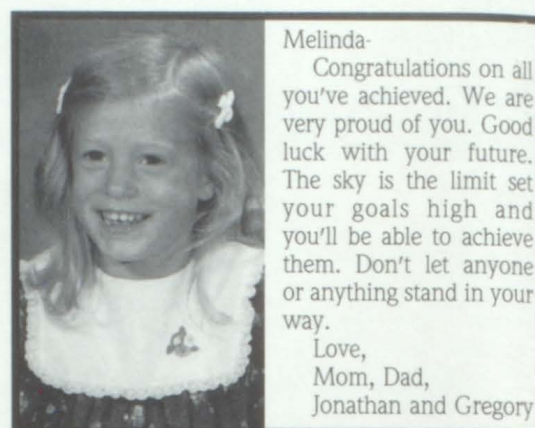 Melinda-
Congratulations on all
you've achieved. We are
very proud of you. Good
luck with your future.
The sky is the limit set
your goals high and
you'll be able to achieve
them. Don't let anyone
or anything stand in your
way.
Love,
Mom, Dad,
Jonathan and Gregory